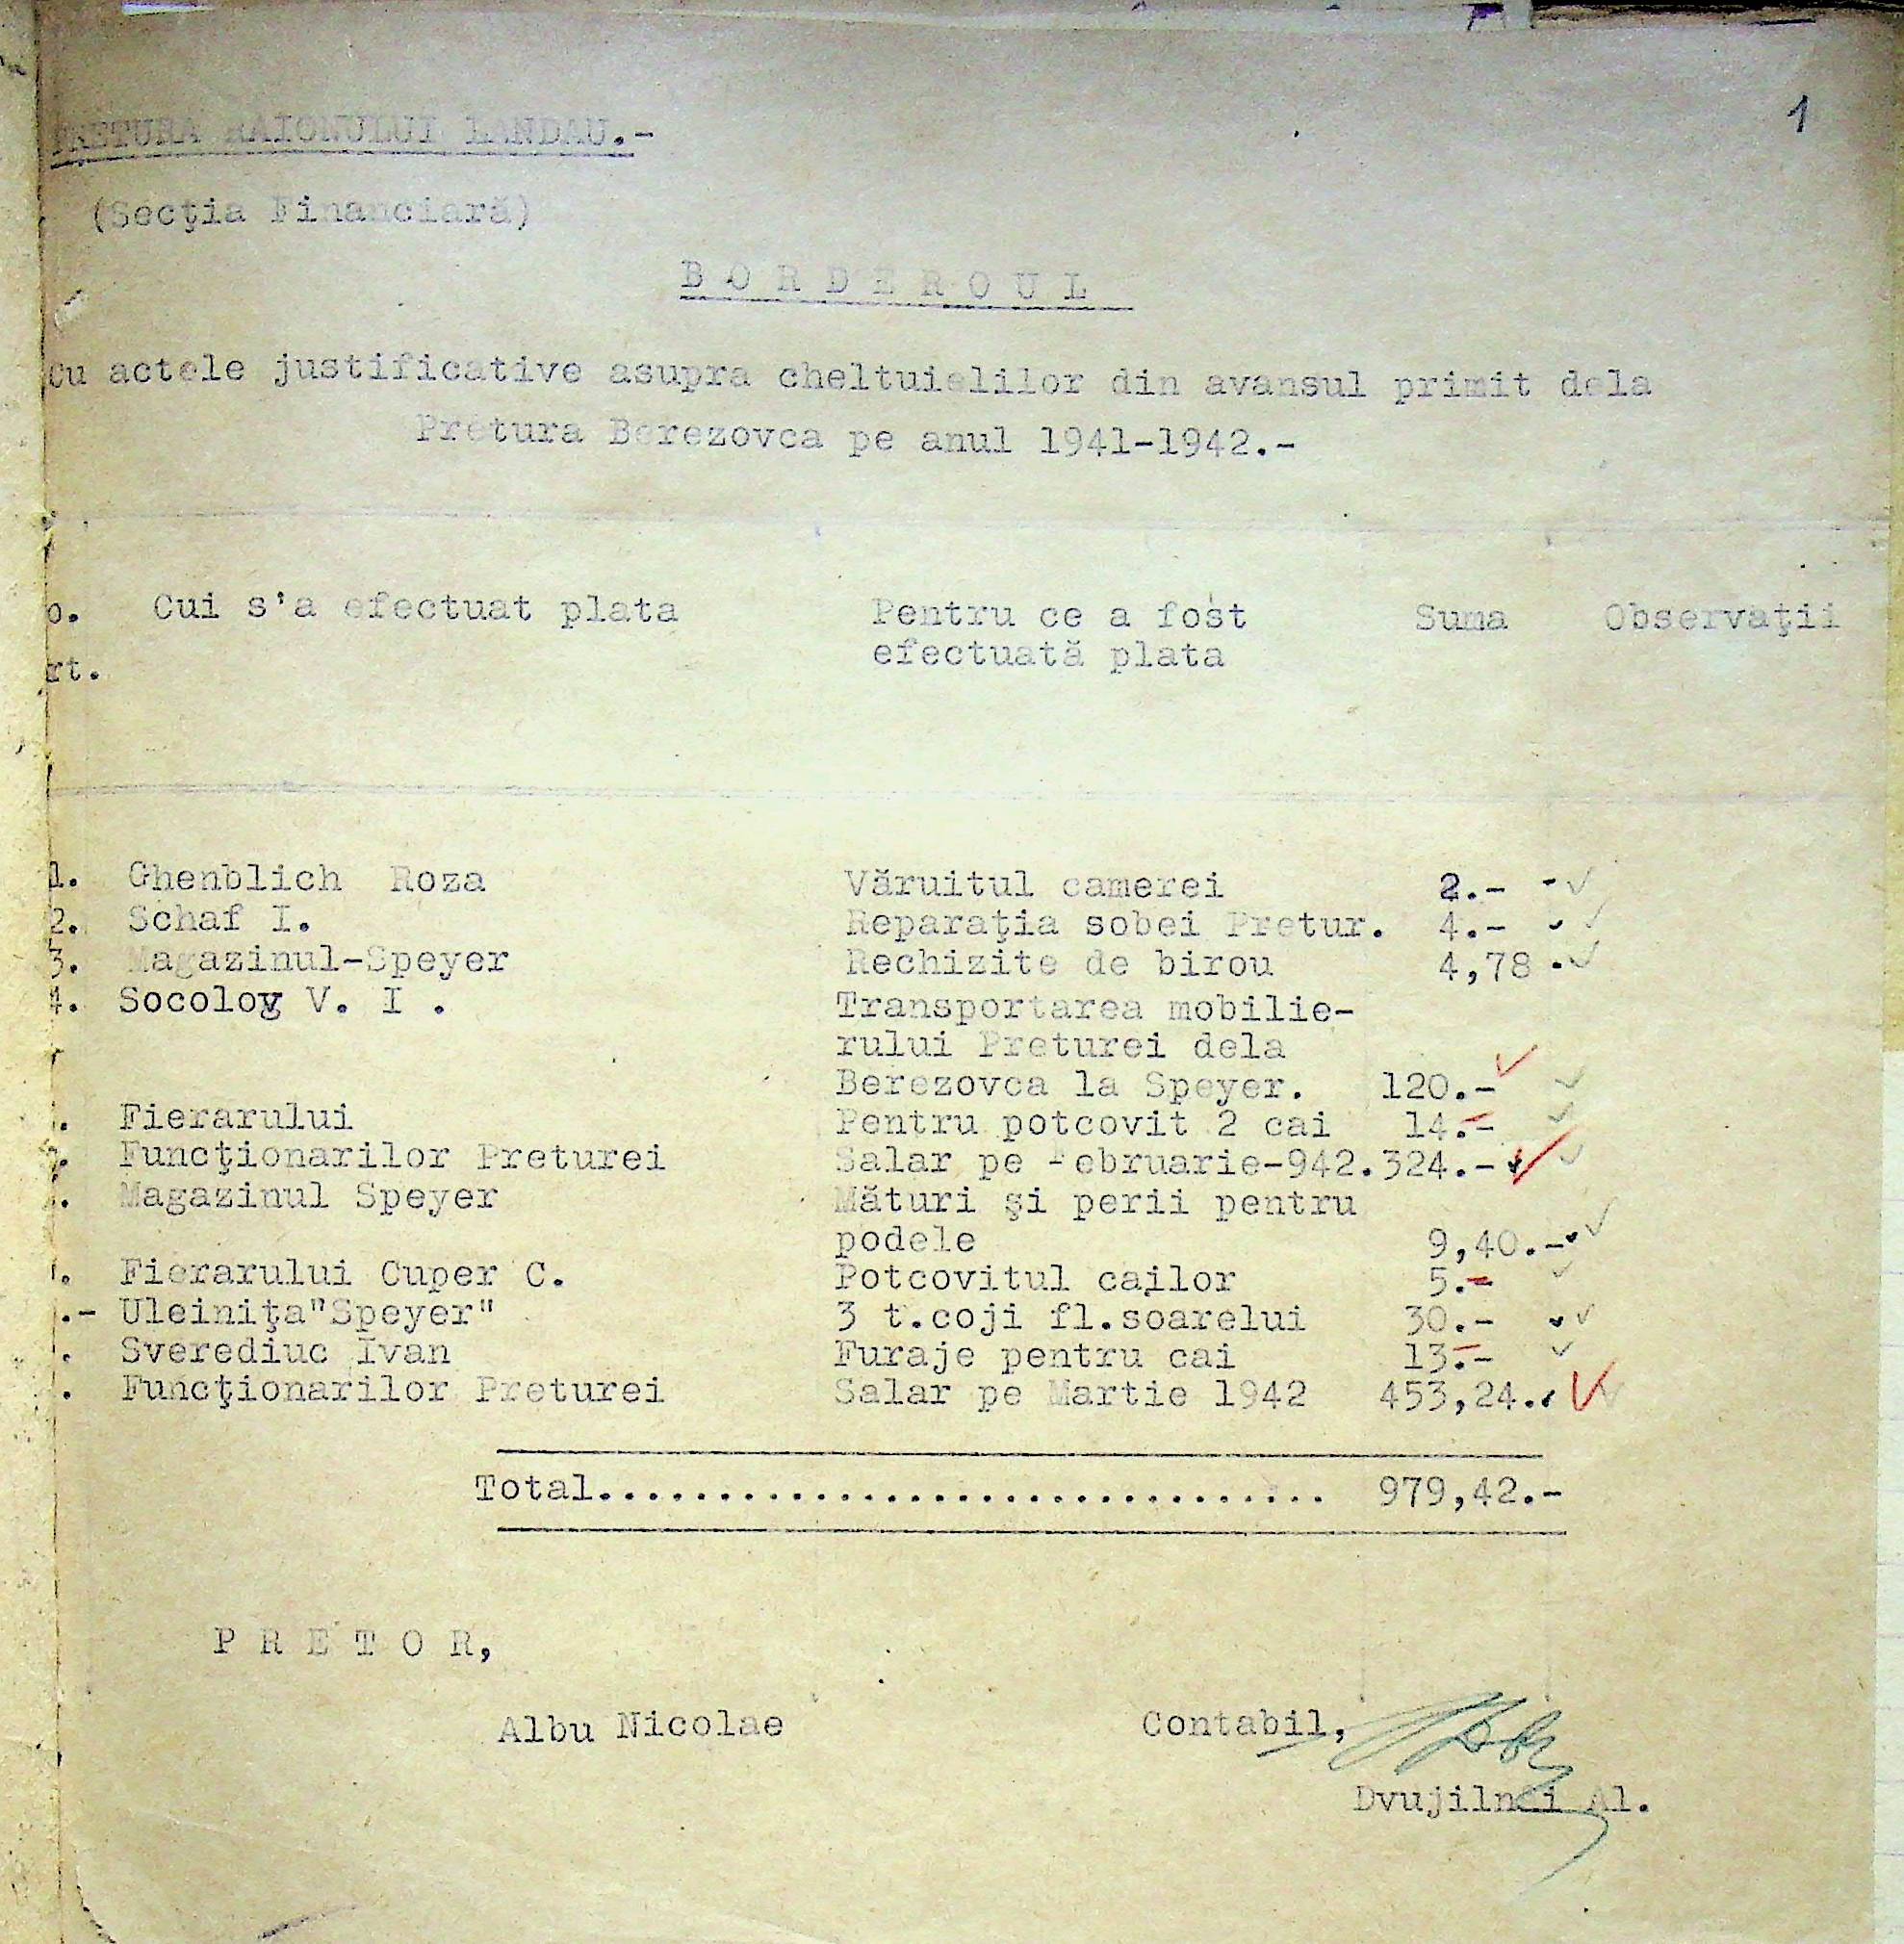 1
PRETURA RAIONULUI LANDAU.-
(Secţia Financiară)
B O R D E R O U L
Cu actele justificative asupra cheltuielilor din avansul primit dela
Pretura Berezovca pe anul 1941-1942.-
o. Cui s'a efectuat plata Pentru ce a fost Suma Observaţii
rt. efectuată plata
1. Ghenblich Roza Văruitul camerei 2.-
2. Schaf I. Reparaţia sobei Pretur. 4.-
3. Magazinul-Speyer Rechizite de birou 4,78
4. Socolov V. I . Transportarea mobilie-
rului Preturei dela
Berezovca la Speyer. 120.-
. Fierarului Pentru potcovit 2 cai 14.-
. Funcţionarilor Preturei Salar pe Februarie-942. 324.-
. Magazinul Speyer Mături şi perii pentru
podele 9,40.-
. Fierarului Cuper C. Potcovitul cailor 5.-
.- Uleiniţa"Speyer" 3 t.coji fl.soarelui 30.-
. Sverediuc Ivan Furaje pentru cai 13.-
. Funcţionarilor Preturei Salar pe Martie 1942 453,24.
Total............................... 979,42.-
P R E T O R,
Albu Nicolae Contabil,
Dvujilnîi Al.